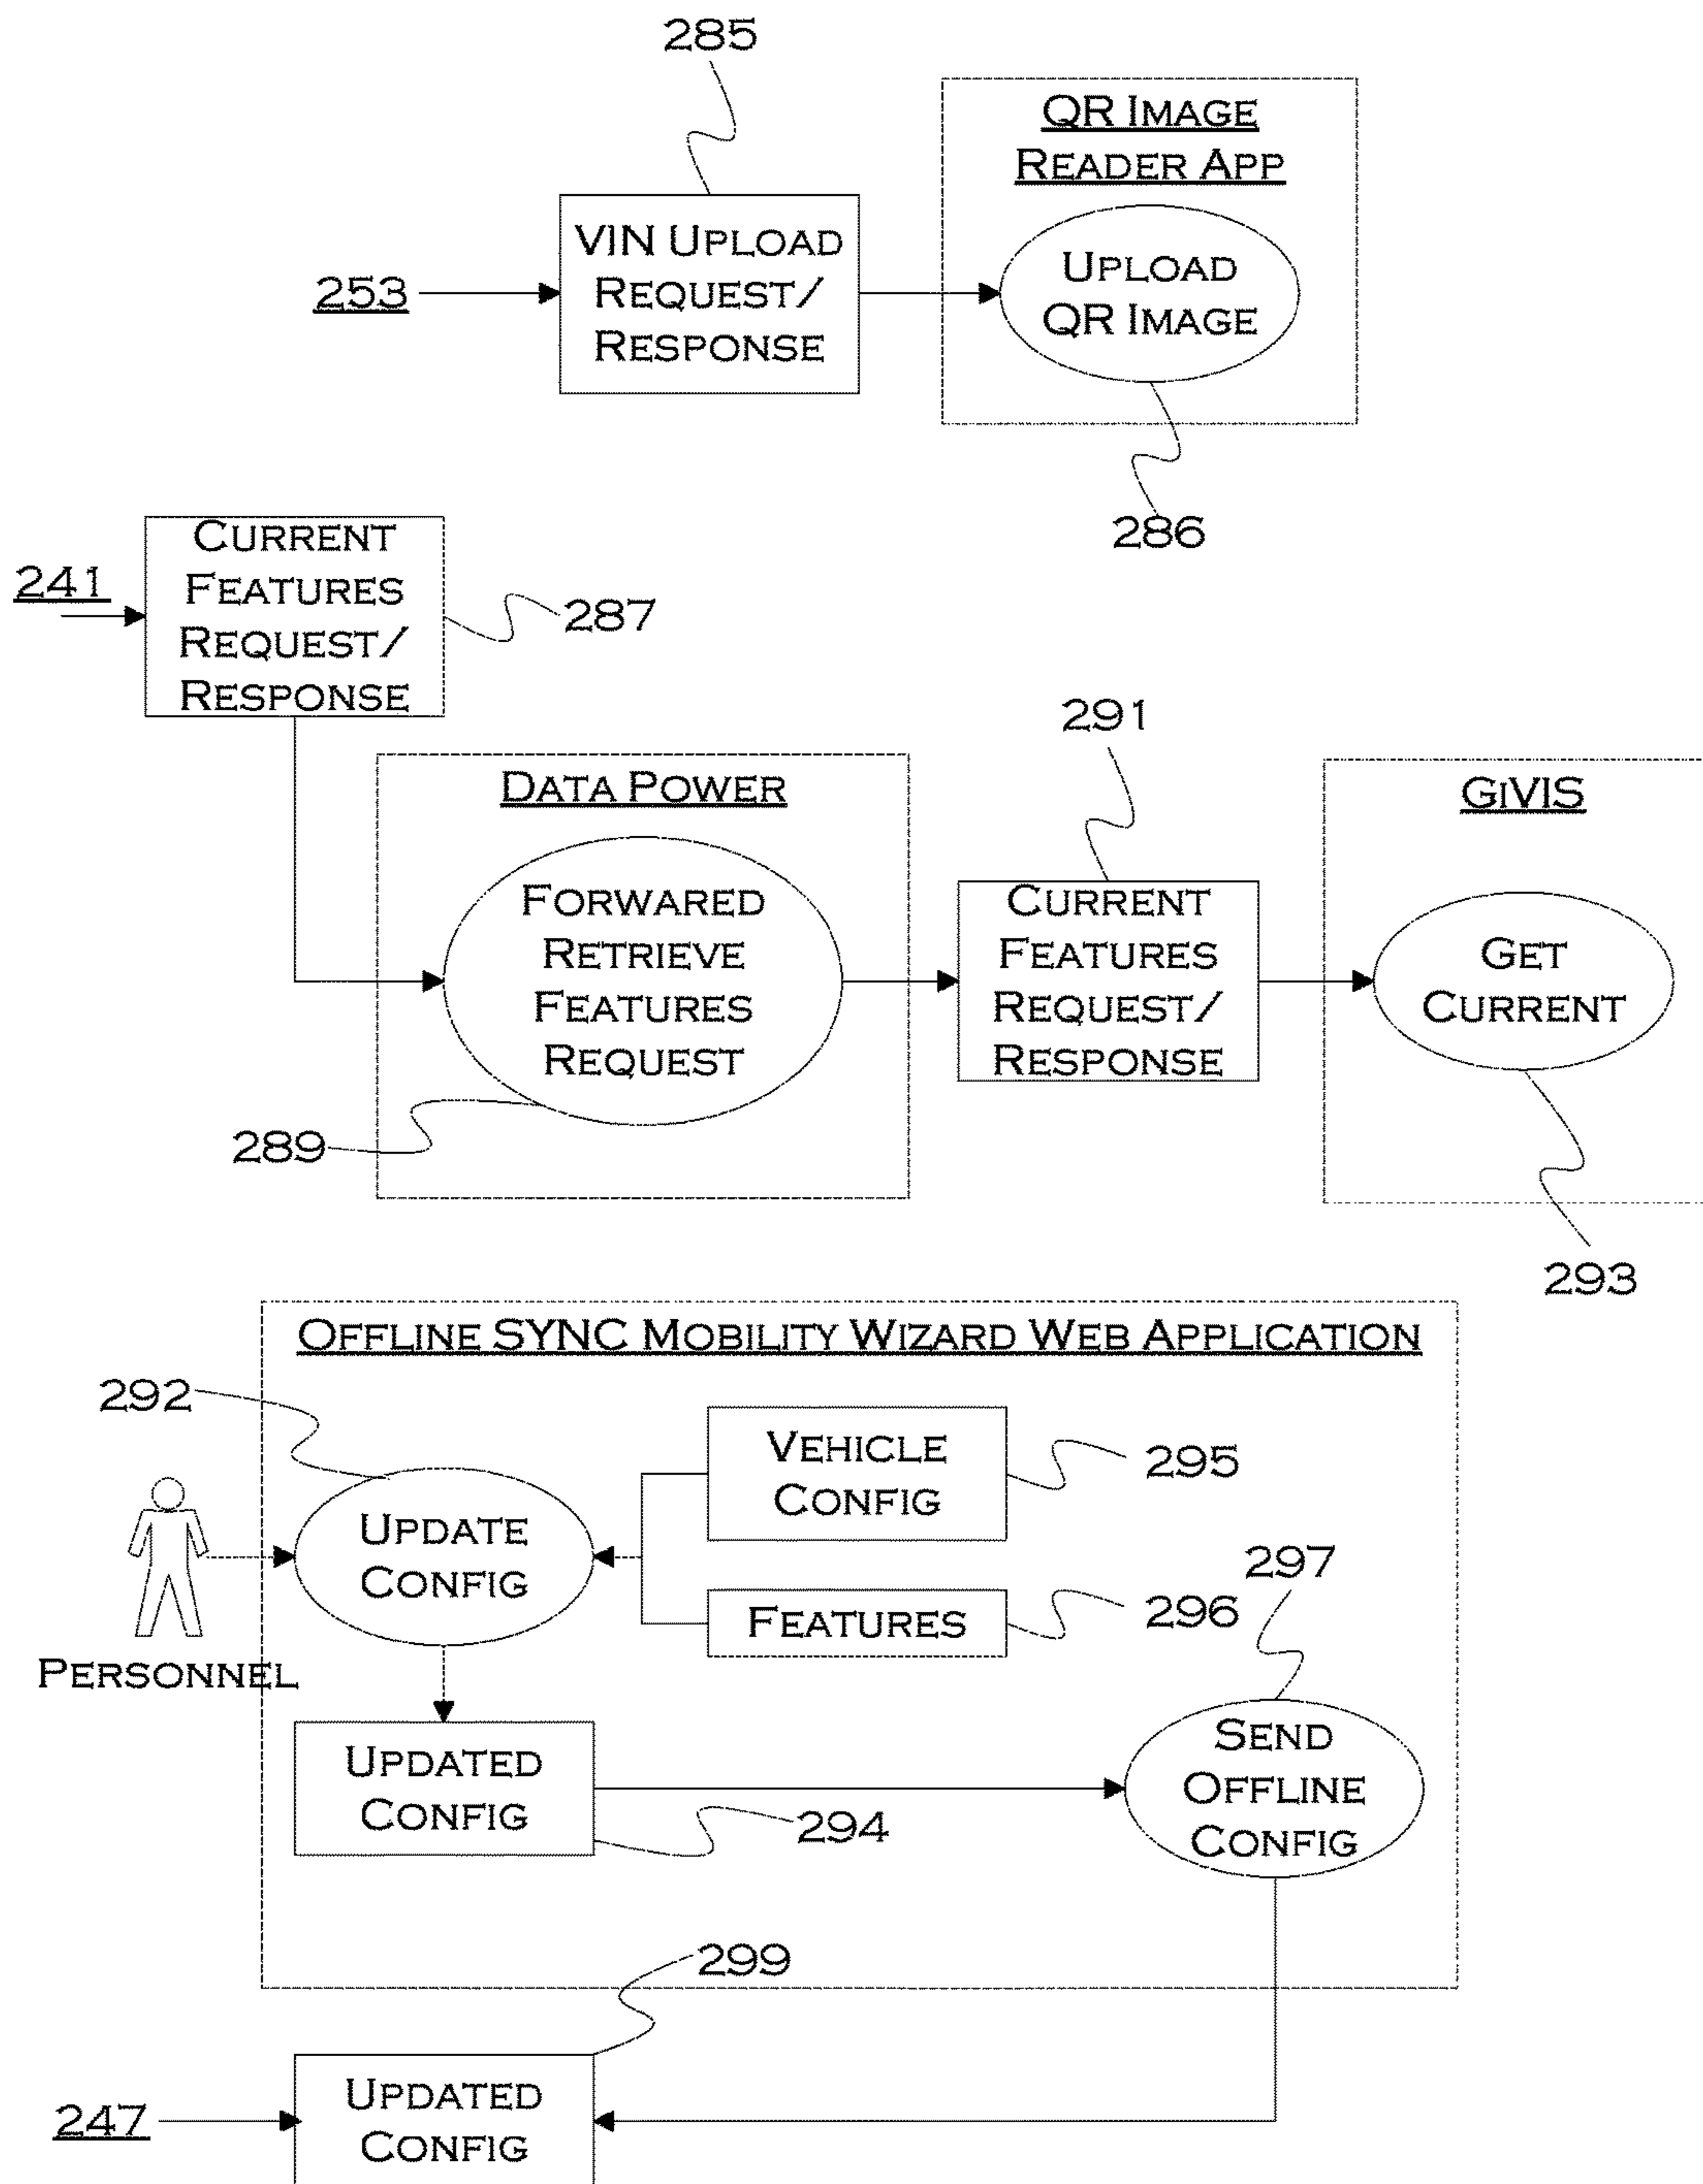 285
QR IMAGE
READER APP
VIN UPLOAD
REQUEST/
RESPONSE
UPLOAD
QR IMAGE
253
286
CURRENT
FEATURES
REQUEST/
RESPONSE
241
287
291
DATA POWER
GIVIS
FORWARED
RETRIEVE
FEATURES
REQUEST
CURRENT
FEATURES
REQUEST/
RESPONSE
GET
CURRENT
289
293
OFFLINE SYNC MOBILITY WIZARD WEB APPLICATION
292
VEHICLE
CONFIG
295
UPDATE
CONFIG
297
FEATURES
296
PERSONNEL
UPDATED
CONFIG
294
SEND
OFFLINE
CONFIG
299
UPDATED
CONFIG
247